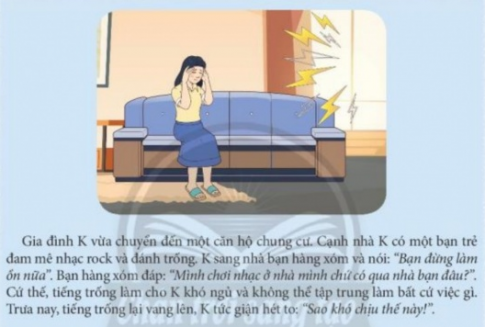 Gia đình K vừa chuyển đến một căn hộ chung cư. Cạnh nhà K có một bạn trẻ
đam mê nhạc rock và đánh trống. K sang nhà bạn hàng xóm và nói: "Bạn đừng làm
ồn nữa". Bạn hàng xóm đáp: "Mình chơi nhạc ở nhà mình chứ có qua nhà bạn đâu?".
Cứ thế, tiếng trống làm cho K khó ngủ và không thể tập trung làm bất cứ việc gì.
Trưa nay, tiếng trống lại vang lên, K tức giận hét to: "Sao khó chịu thế này!".
Chân trời sáng tạo